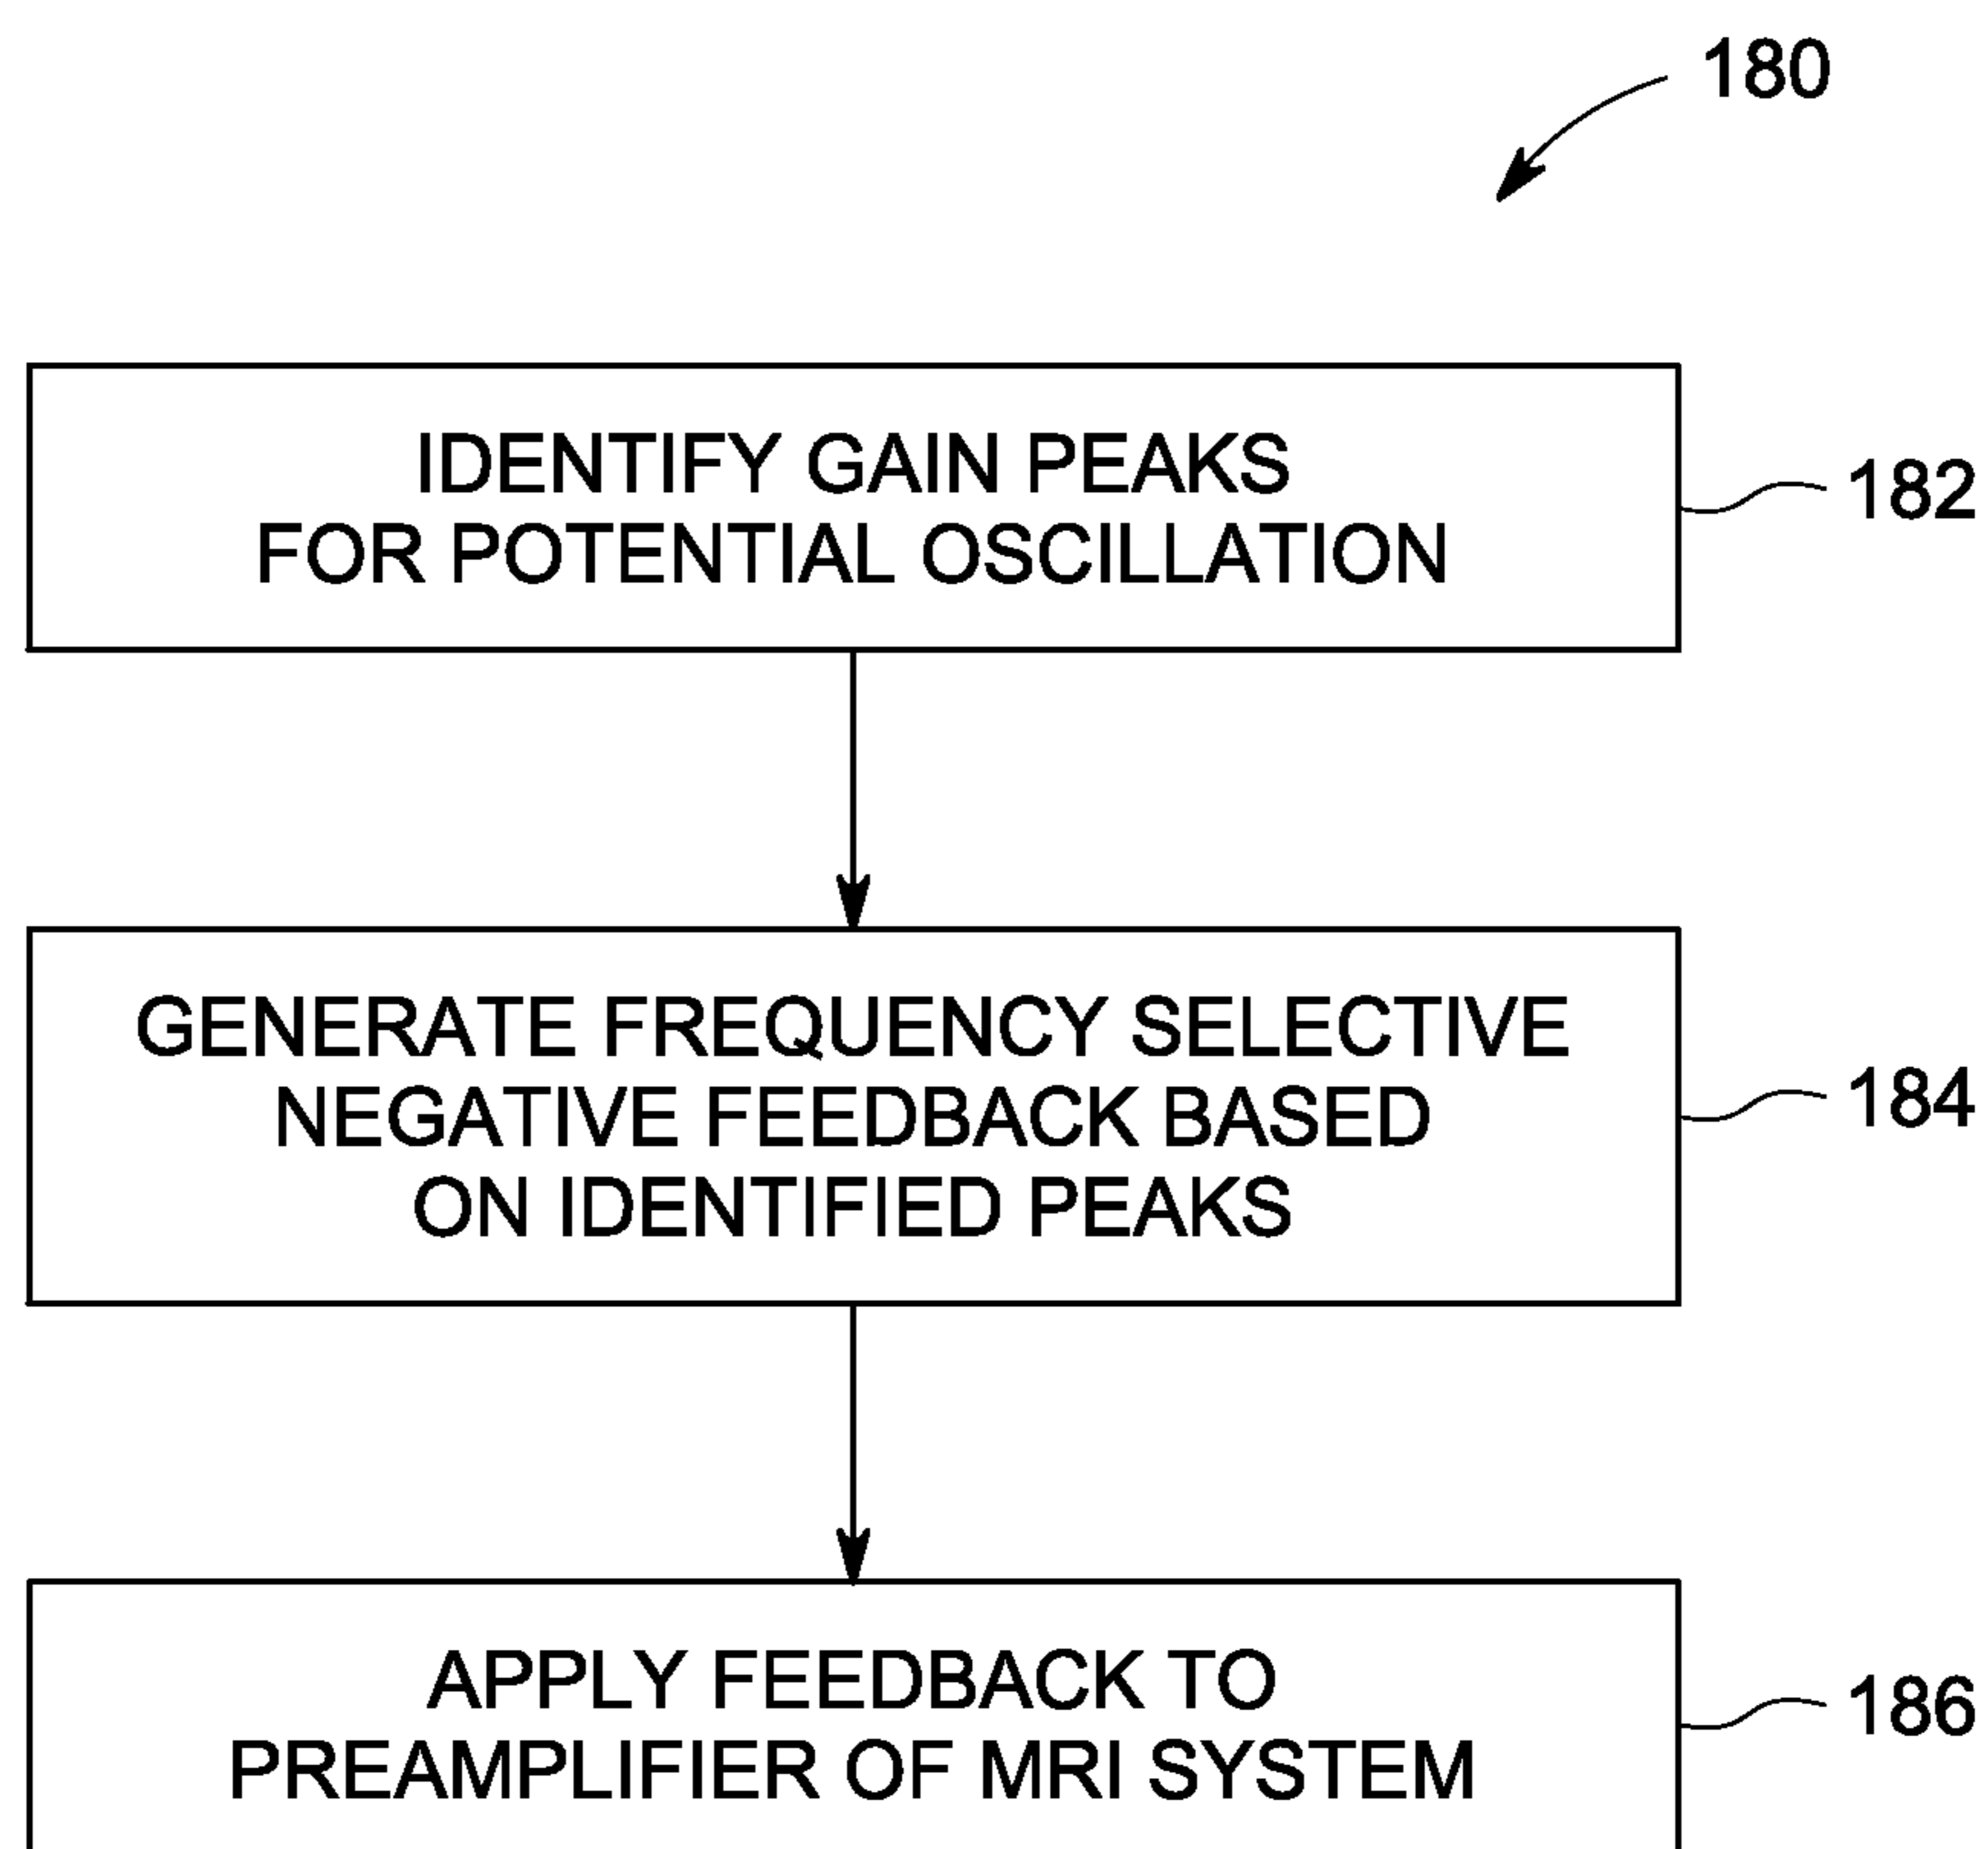 180
IDENTIFY GAIN PEAKS
FOR POTENTIAL OSCILLATION
182
GENERATE FREQUENCY SELECTIVE
NEGATIVE FEEDBACK BASED
ON IDENTIFIED PEAKS
184
APPLY FEEDBACK TO
PREAMPLIFIER OF MRI SYSTEM
186